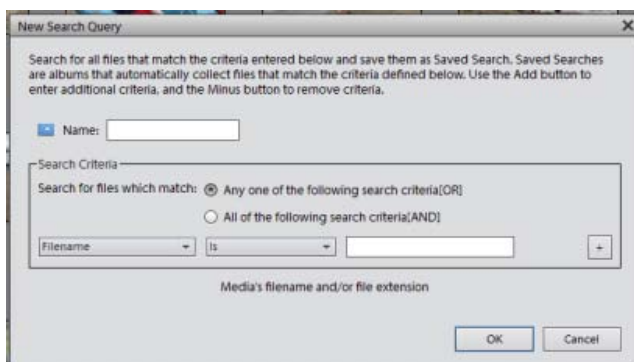 New Search Query
Search for all files that match the criteria entered below and save them as Saved Search. Saved Searches
are albums that automatically collect files that match the criteria defined below. Use the Add button to
enter additional criteria, and the Minus button to remove criteria.
Name:
Search Criteria
Search for files which match: Any one of the following search criteria[OR]
All of the following search criteria[AND]
Filename Is +
Media's filename and/or file extension
OK Cancel